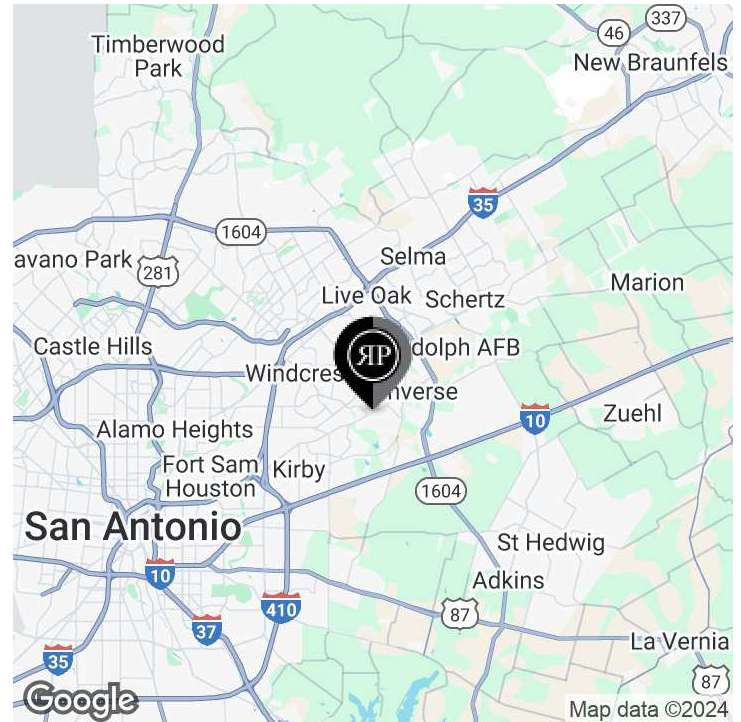 337
46
Timberwood
Park
New Braunfels
35
1604
Selma
avano Park
281
Marion
Live Oak
Schertz
Castle Hills
dolph AFB
Windcres
nverse
10
Zuehl
Alamo Heights
Fort Sam
Houston
Kirby
1604
San Antonio
St Hedwig
10
Adkins
410
87
37
La Vernia
35
87
Google
Map data ©2024